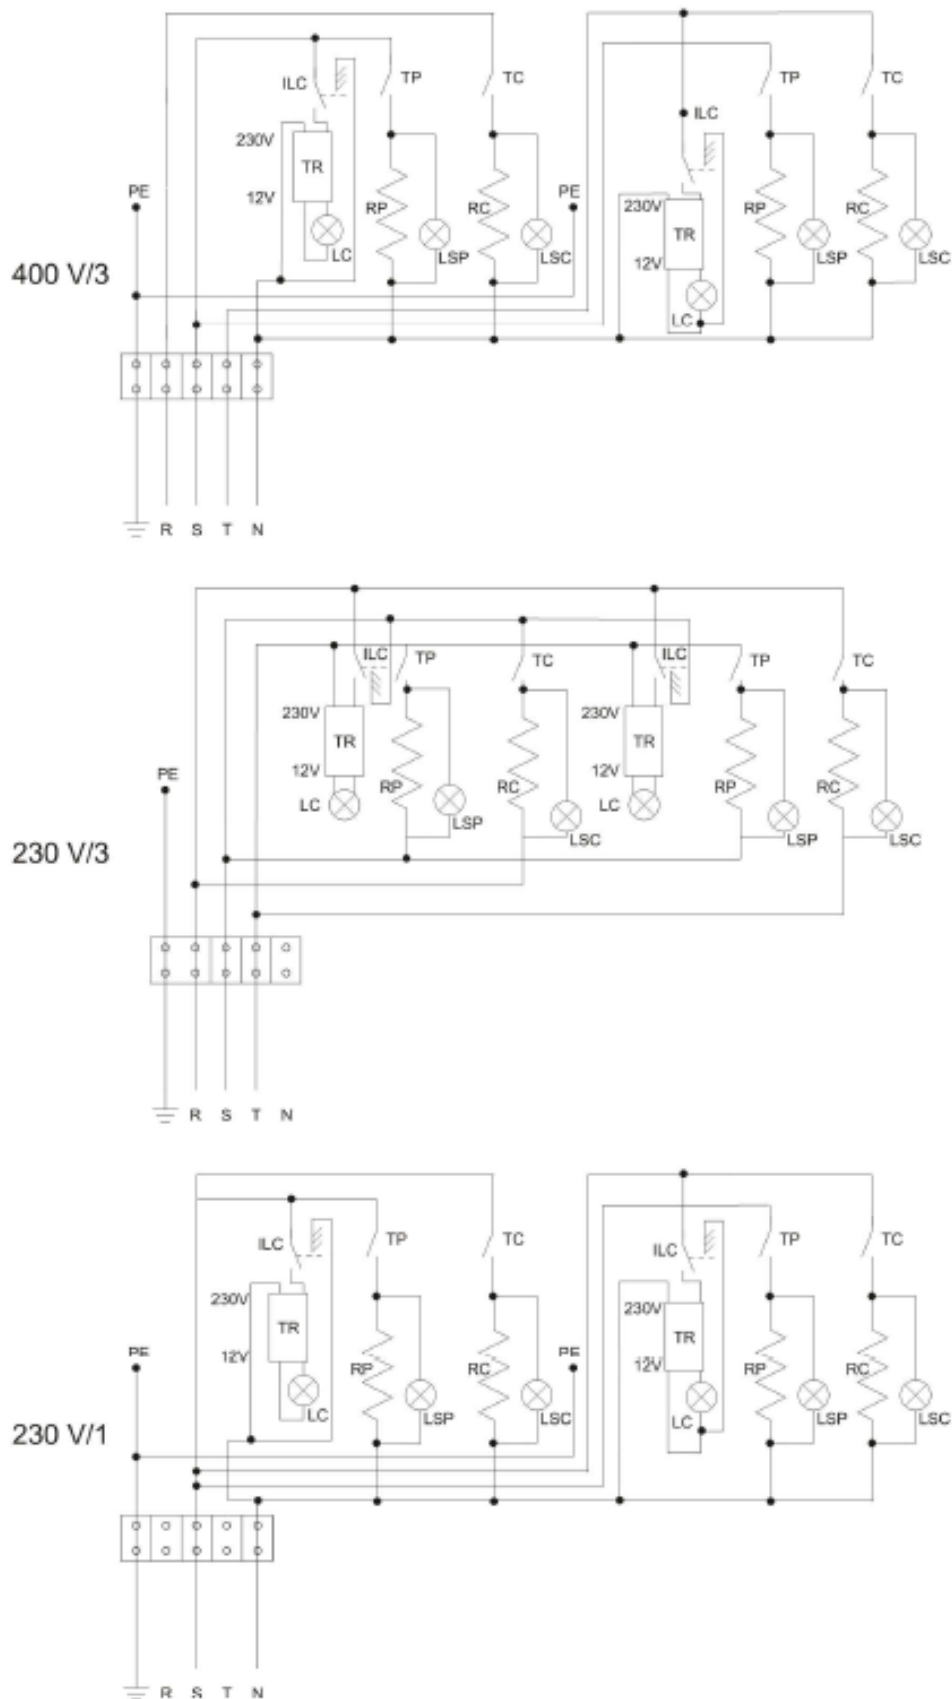 TP TC TP TC
ILC ILC
230V
TR
PE 12V RP RC PE 230V RP RC
TR
LC LSP LSC 12V LSP LSC
400 V/3
LC
R S T N
ILC TP TC ILC TP TC
230V 230V
TR TR
12V 12V
PE RP RC RP RC
LC LSP LC LSP
LSC LSC
230 V/3
R S T N
ILC TP TC ILC TP TC
230V 230V
TR TR
PE 12V RP RC PE 12V RP RC
LC LSP LSC LC LSP LSC
230 V/1
R S T N